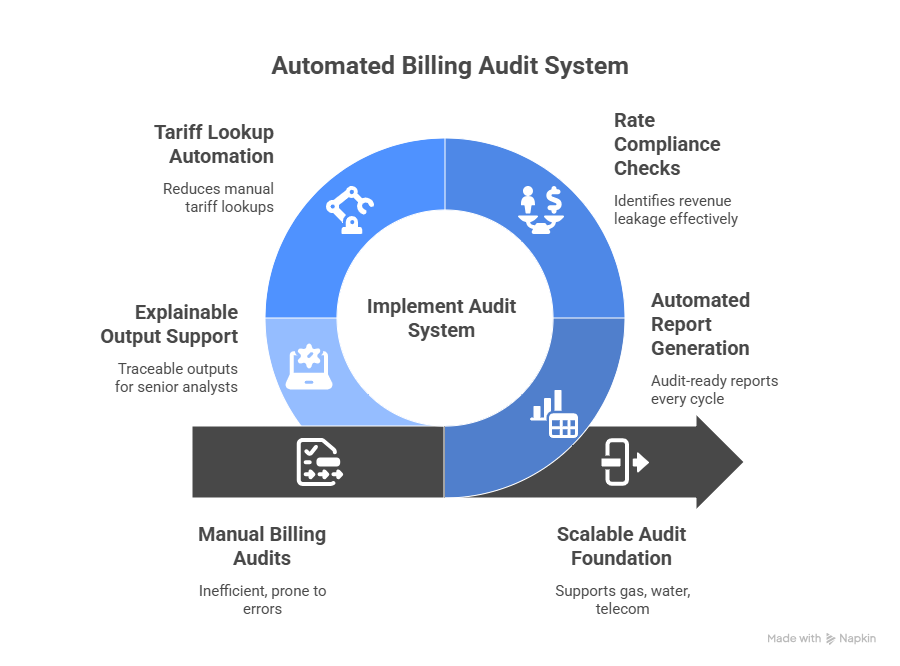 Automated Billing Audit System
Tariff Lookup
Automation
Reduces manual
tariff lookups
Rate
Compliance
Checks
Identifies revenue
leakage effectively
Explainable
Output Support
Traceable outputs
for senior analysts
Implement Audit
System
Automated
Report
Generation
Audit-ready reports
every cycle
Manual Billing
Audits
Inefficient, prone to
errors
Scalable Audit
Foundation
Supports gas, water,
telecom
Made with Napkin